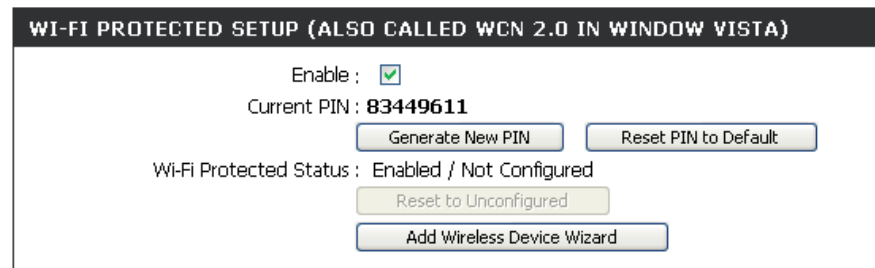 WI-FI PROTECTED SETUP (ALSO CALLED WCN 2.0 IN WINDOW VISTA)
Enable :
Current PIN : 83449611
Generate New PIN Reset PIN to Default
Wi-Fi Protected Status : Enabled / Not Configured
Reset to Unconfigured
Add Wireless Device Wizard